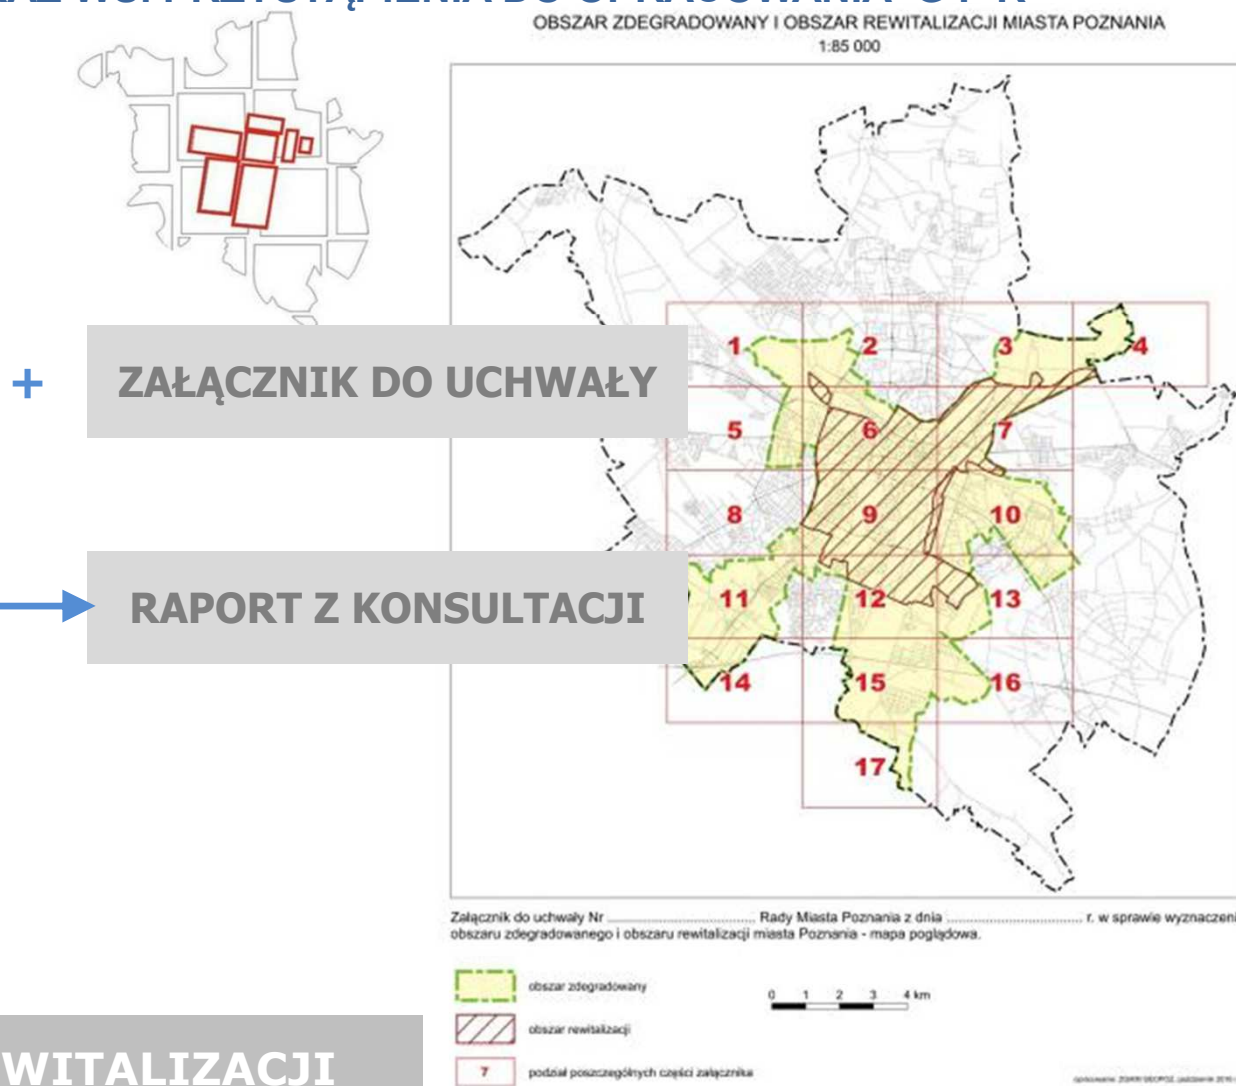 OBSZAR ZDEGRADOWANY I OBSZAR REWITALIZACJI MIASTA POZNANIA
1:85 000
1 2 3 4
+ ZAŁĄCZNIK DO UCHWAŁY
5 6 7
8 9 10
RAPORT Z KONSULTACJI
11 12 13
14 15 16
17
Załącznik do uchwały Nr ........................................ Rady Miasta Poznania z dnia ..................................... r. w sprawie wyznaczeni
obszaru zdegradowanego i obszaru rewitalizacji miasta Poznania - mapa poglądowa.
obszar zdegradowany
0 1 2 3 4 km
obszar rewitalizacji
WITALIZACJI
7 podział poszczególnych części załącznika